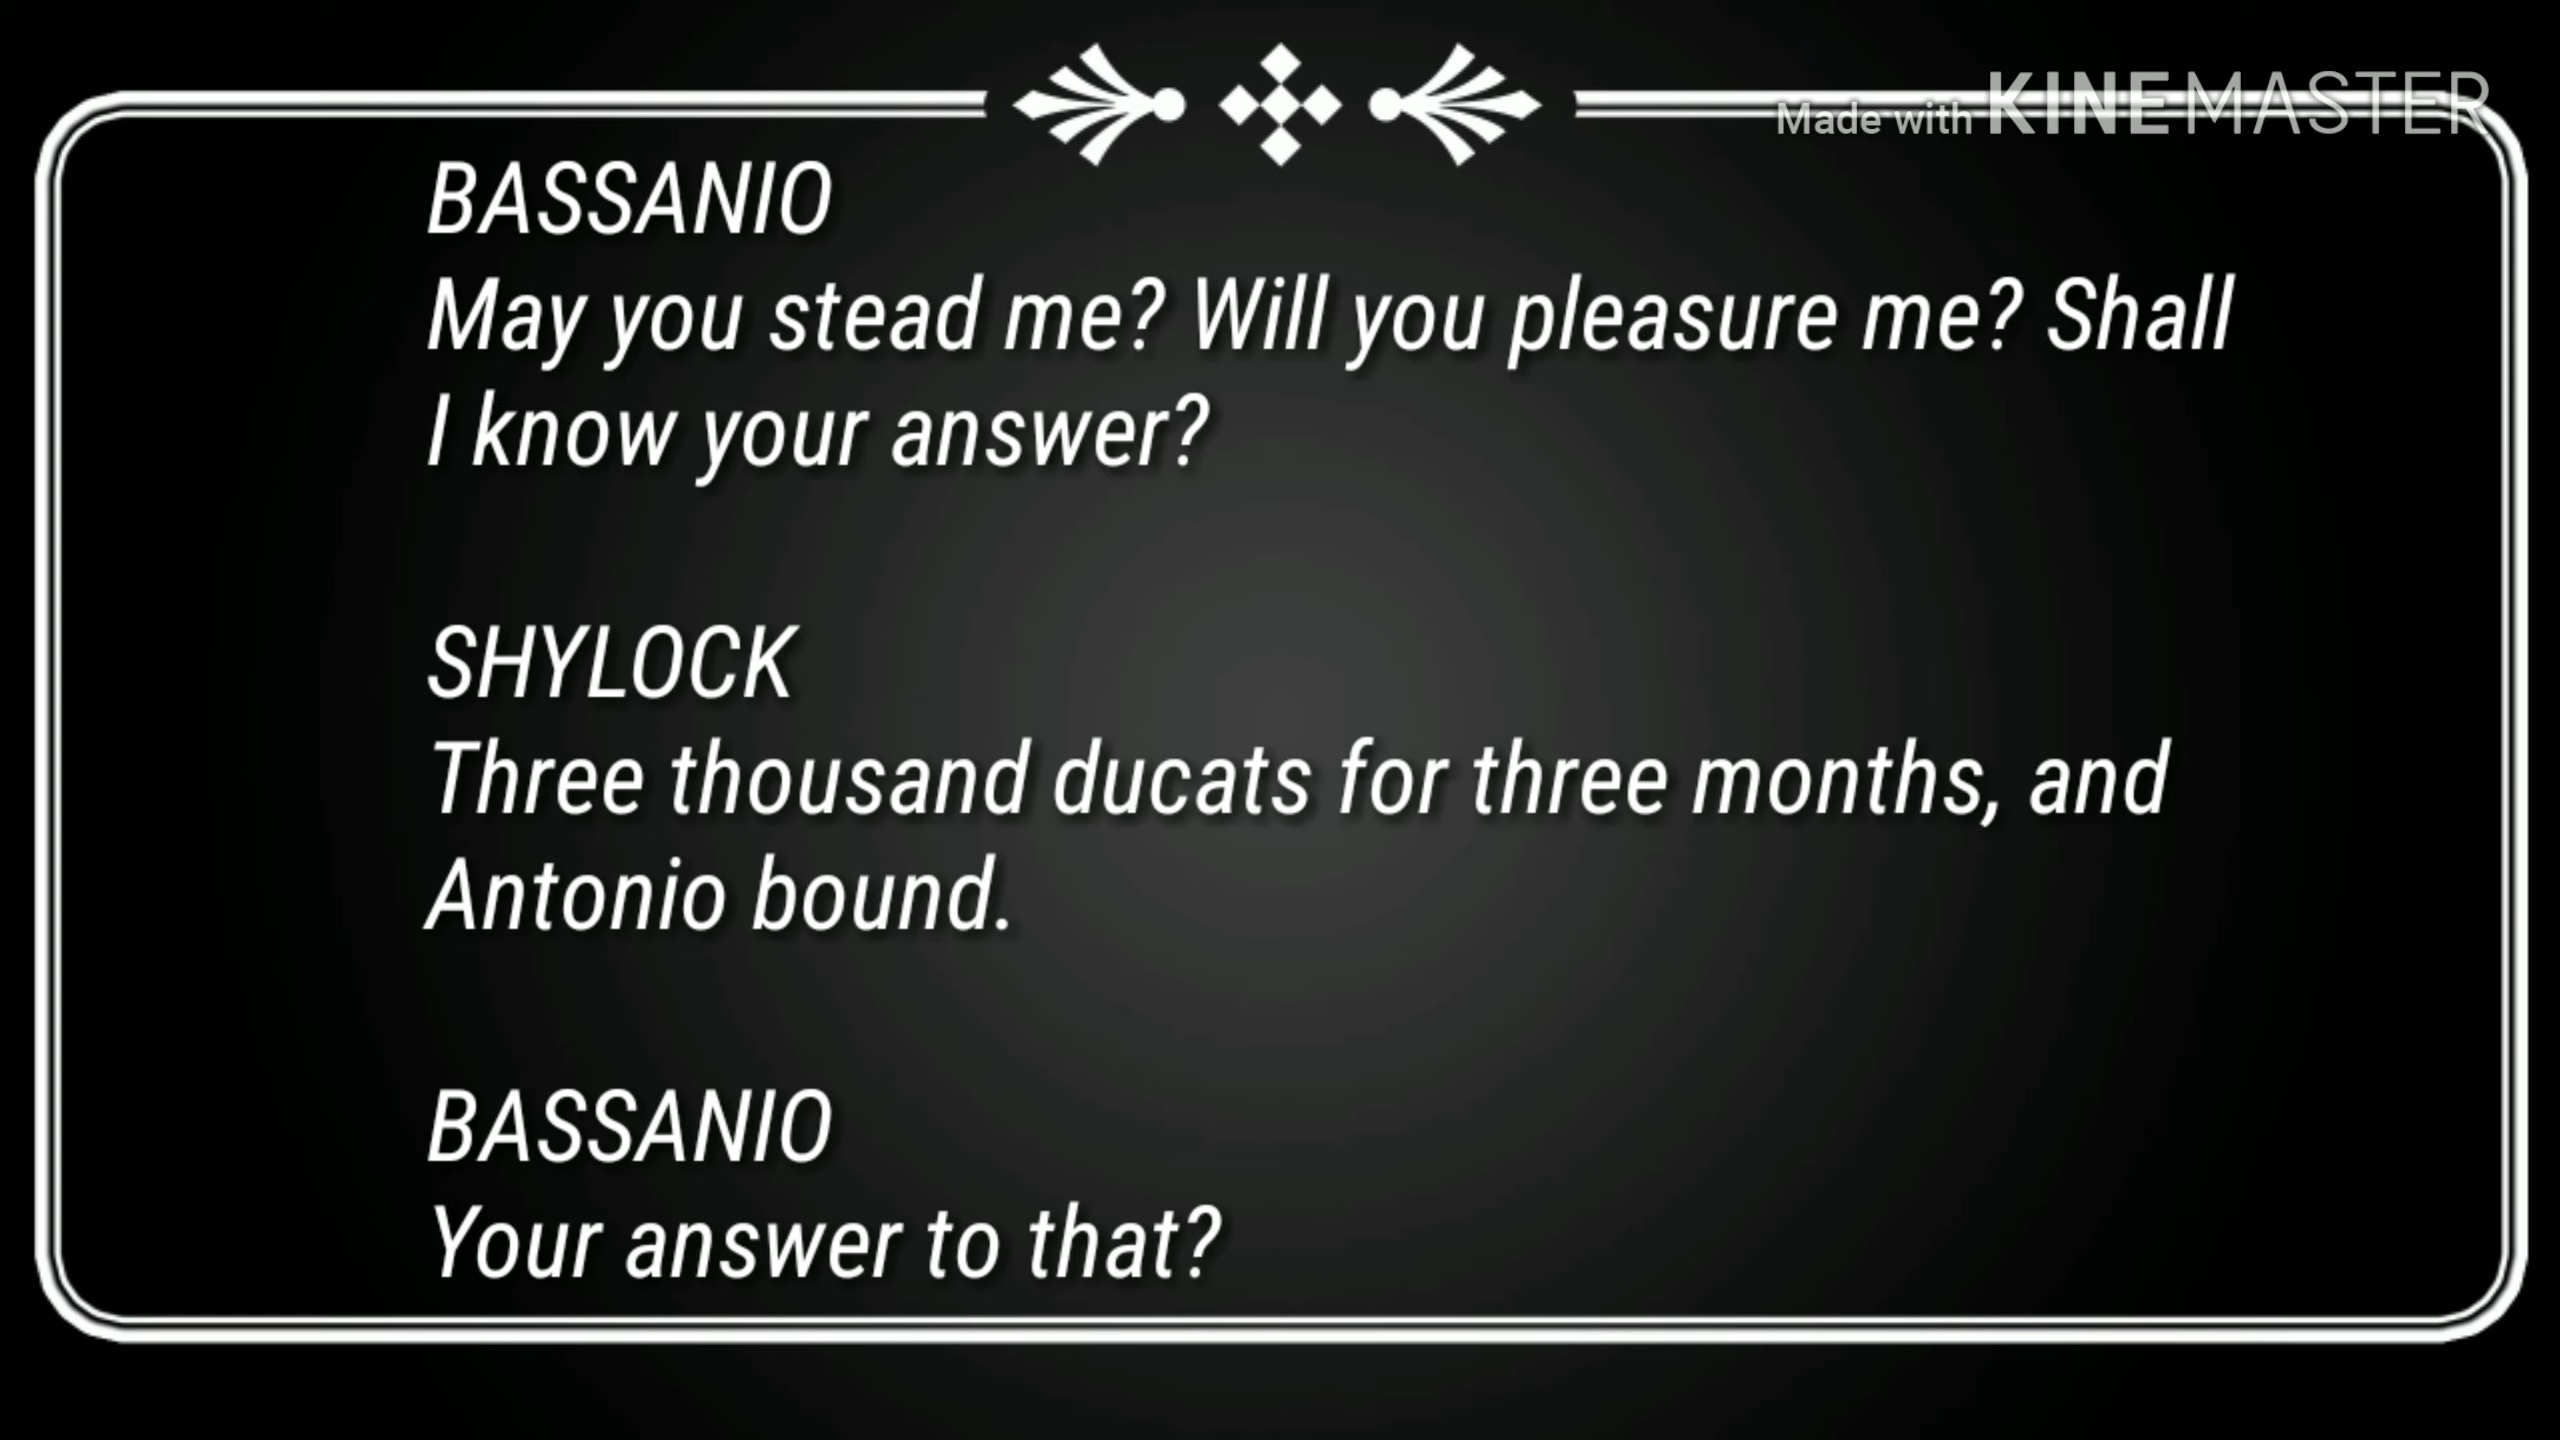 Made with KINEMASTER
BASSANIO
May you stead me? Will you pleasure me? Shall
I know your answer?
SHYLOCK
Three thousand ducats for three months, and
Antonio bound.
BASSANIO
Your answer to that?